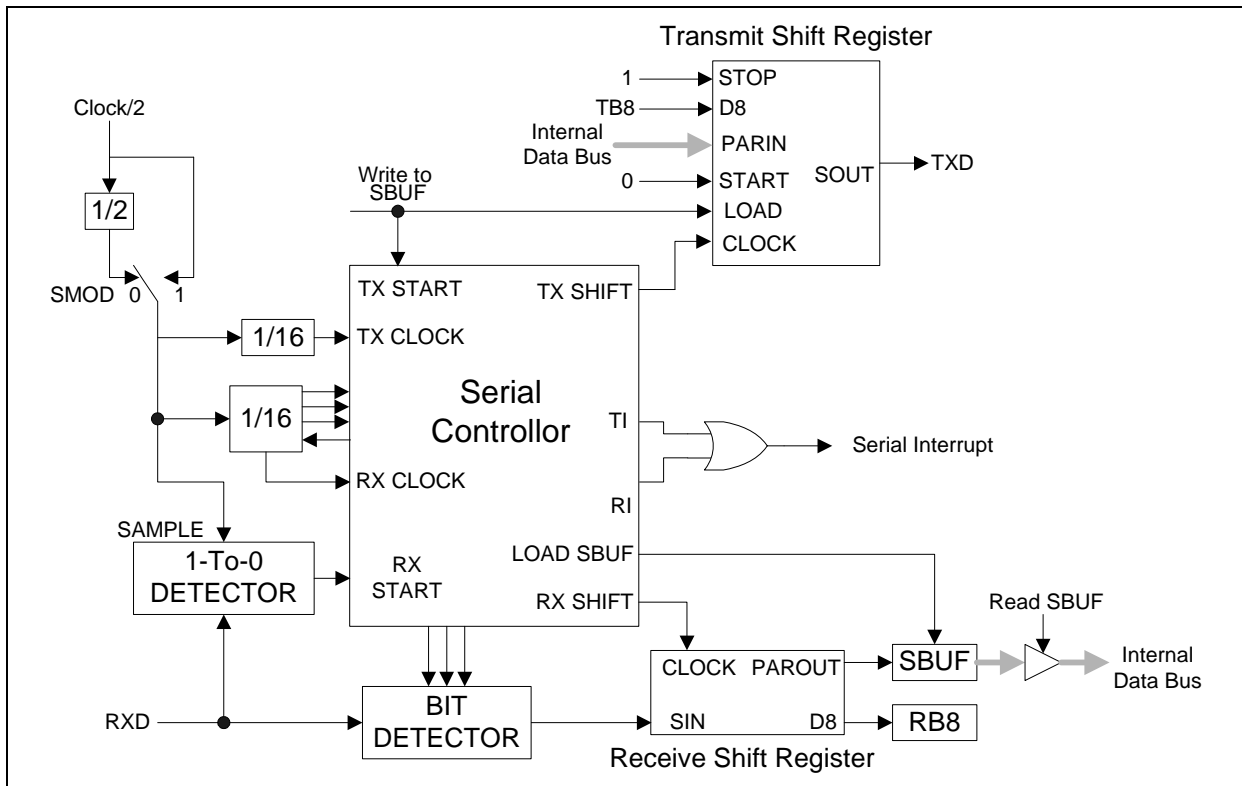 Transmit Shift Register
1
STOP
TB8
D8
Internal
Data Bus
PARIN
0
START
SOUT
TXD
LOAD
CLOCK
Clock/2
1/2
SMOD
0
1
Write to
SBUF
TX START
TX SHIFT
1/16
TX CLOCK
1/16
Serial
Controllor
TI
Serial Interrupt
RX CLOCK
RI
SAMPLE
1-To-0
DETECTOR
RX
START
LOAD SBUF
RX SHIFT
Read SBUF
CLOCK
PAROUT
SBUF
Internal
Data Bus
RXD
BIT
DETECTOR
SIN
D8
RB8
Receive Shift Register